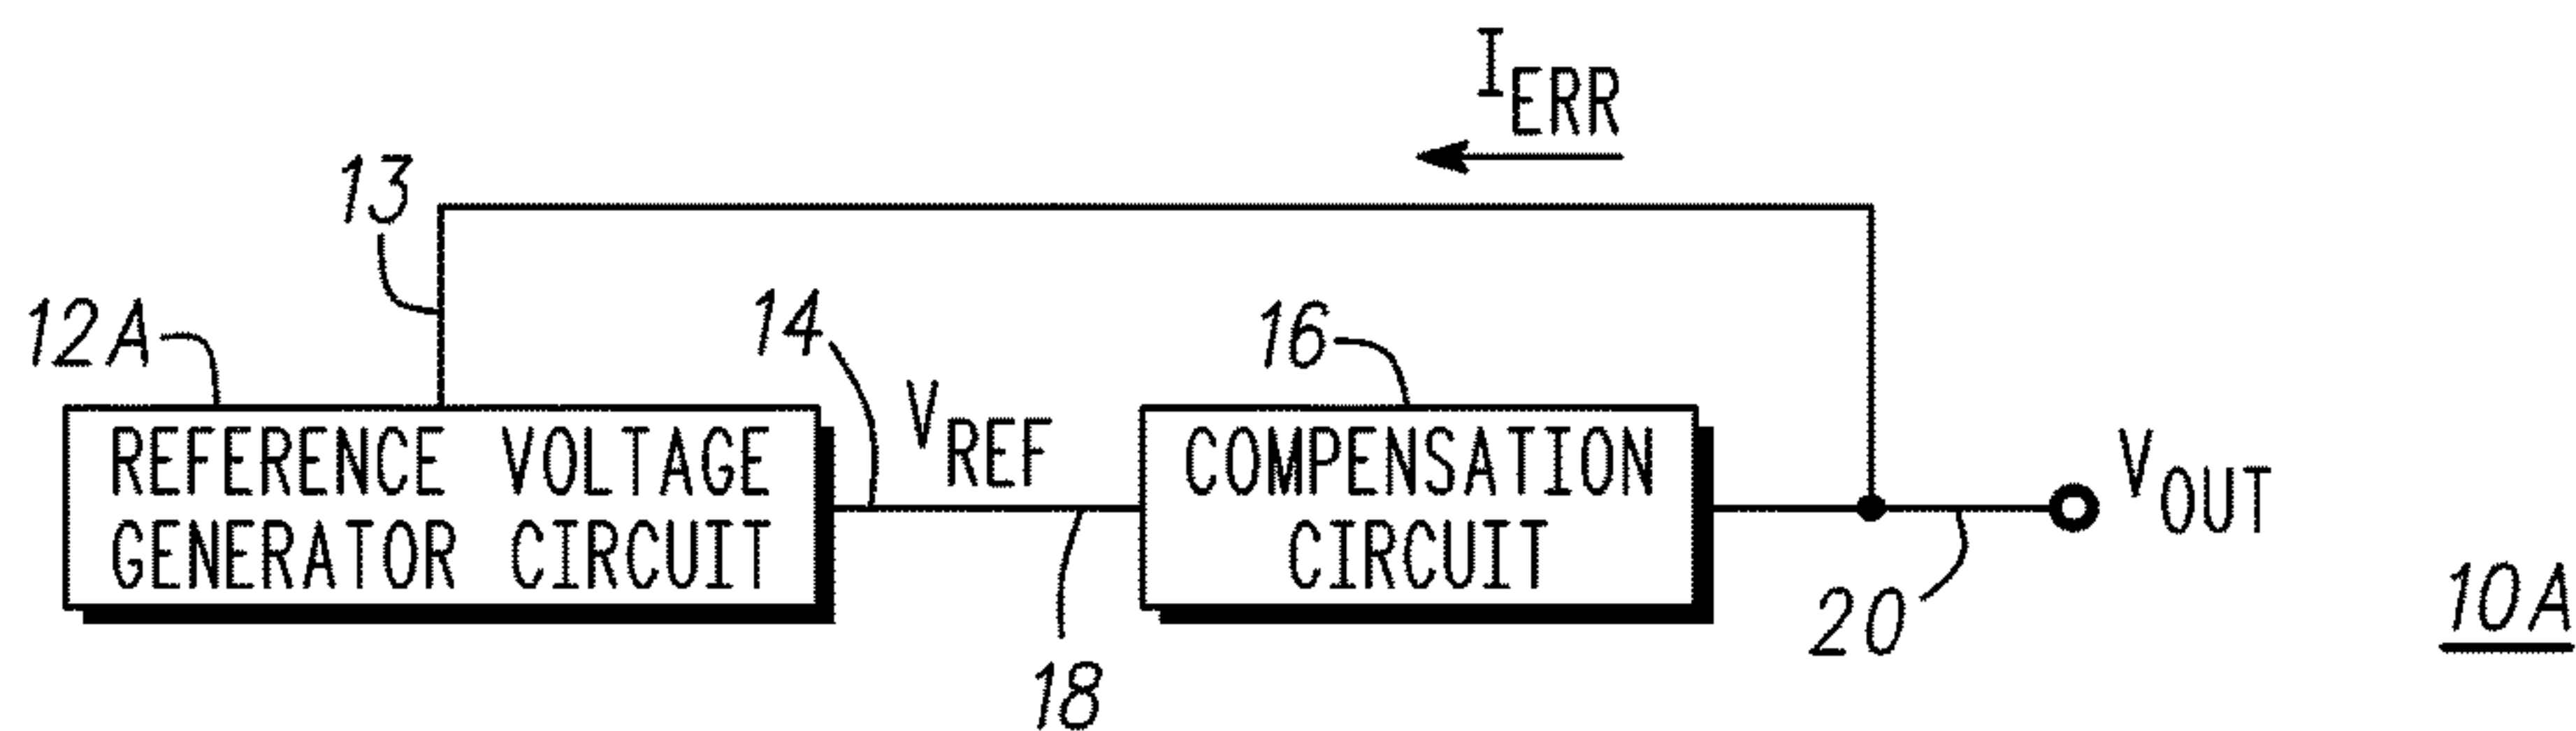 I_ERR
13
12A
14
16
V_REF
REFERENCE VOLTAGE
GENERATOR CIRCUIT
COMPENSATION
CIRCUIT
V_OUT
18
20
10A